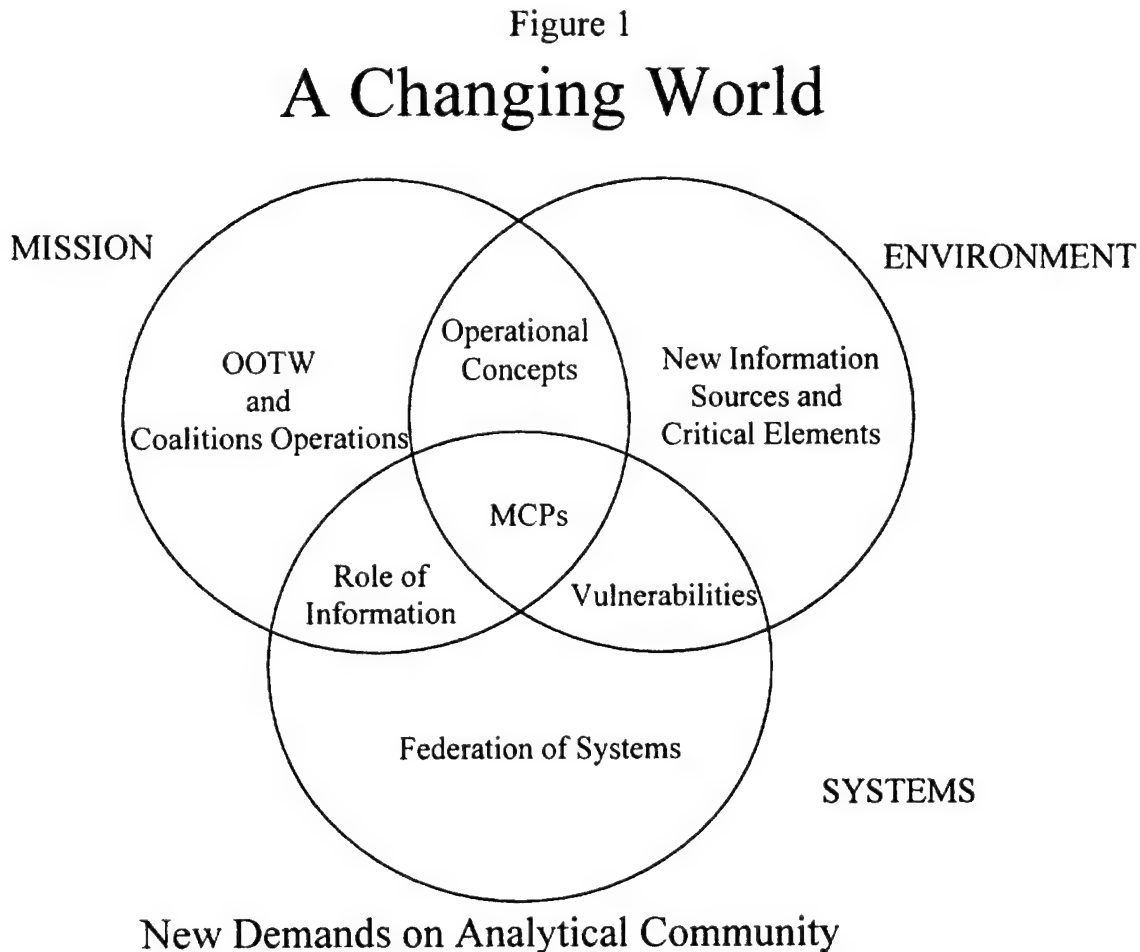 Figure 1
A Changing World
MISSION
ENVIRONMENT
OOTW
and
Coalitions Operations
Operational
Concepts
New Information
Sources and
Critical Elements
MCPs
Role of
Information
Vulnerabilities
Federation of Systems
SYSTEMS
New Demands on Analytical Community